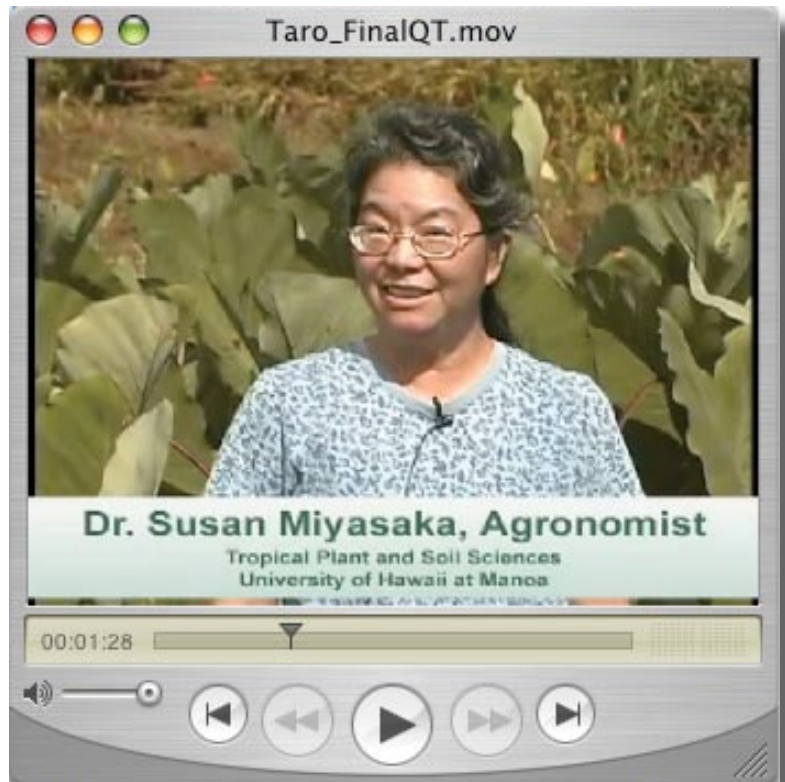 Taro_FinalQT.mov
Dr. Susan Miyasaka, Agronomist
Tropical Plant and Soil Sciences
University of Hawaii at Manoa
00:01:28